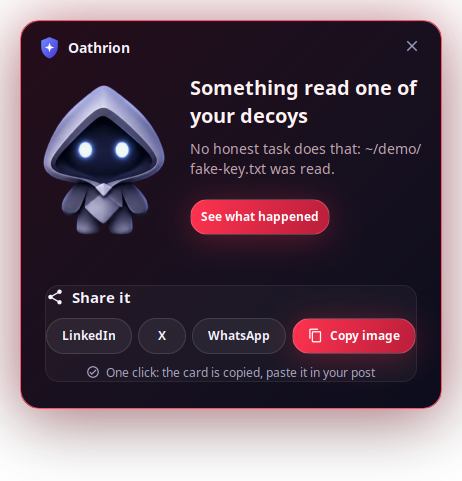 Oathrion
Something read one of
your decoys
No honest task does that: ~/demo/
fake-key.txt was read.
See what happened
Share it
LinkedIn
X
WhatsApp
Copy image
One click: the card is copied, paste it in your post